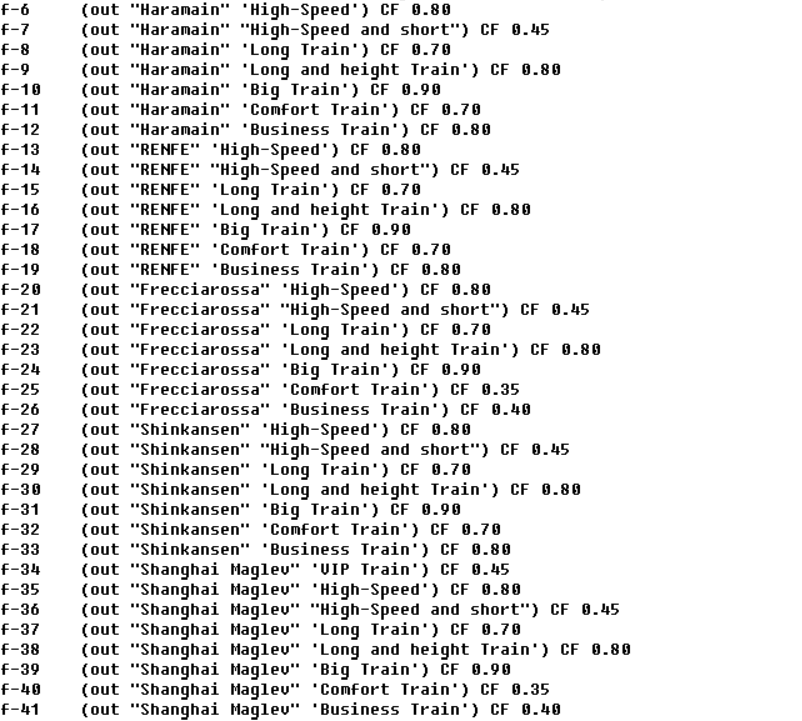 f-6 (out "Haramain" 'High-Speed') CF 0.80
f-7 (out "Haramain" "High-Speed and short") CF 0.45
f-8 (out "Haramain" 'Long Train') CF 0.70
f-9 (out "Haramain" 'Long and height Train') CF 0.80
f-10 (out "Haramain" 'Big Train') CF 0.90
f-11 (out "Haramain" 'Comfort Train') CF 0.70
f-12 (out "Haramain" 'Business Train') CF 0.80
f-13 (out "RENFE" 'High-Speed') CF 0.80
f-14 (out "RENFE" "High-Speed and short") CF 0.45
f-15 (out "RENFE" 'Long Train') CF 0.70
f-16 (out "RENFE" 'Long and height Train') CF 0.80
f-17 (out "RENFE" 'Big Train') CF 0.90
f-18 (out "RENFE" 'Comfort Train') CF 0.70
f-19 (out "RENFE" 'Business Train') CF 0.80
f-20 (out "Frecciarossa" 'High-Speed') CF 0.80
f-21 (out "Frecciarossa" "High-Speed and short") CF 0.45
f-22 (out "Frecciarossa" 'Long Train') CF 0.70
f-23 (out "Frecciarossa" 'Long and height Train') CF 0.80
f-24 (out "Frecciarossa" 'Big Train') CF 0.90
f-25 (out "Frecciarossa" 'Comfort Train') CF 0.35
f-26 (out "Frecciarossa" 'Business Train') CF 0.40
f-27 (out "Shinkansen" 'High-Speed') CF 0.80
f-28 (out "Shinkansen" "High-Speed and short") CF 0.45
f-29 (out "Shinkansen" 'Long Train') CF 0.70
f-30 (out "Shinkansen" 'Long and height Train') CF 0.80
f-31 (out "Shinkansen" 'Big Train') CF 0.90
f-32 (out "Shinkansen" 'Comfort Train') CF 0.70
f-33 (out "Shinkansen" 'Business Train') CF 0.80
f-34 (out "Shanghai Maglev" 'VIP Train') CF 0.45
f-35 (out "Shanghai Maglev" 'High-Speed') CF 0.80
f-36 (out "Shanghai Maglev" "High-Speed and short") CF 0.45
f-37 (out "Shanghai Maglev" 'Long Train') CF 0.70
f-38 (out "Shanghai Maglev" 'Long and height Train') CF 0.80
f-39 (out "Shanghai Maglev" 'Big Train') CF 0.90
f-40 (out "Shanghai Maglev" 'Comfort Train') CF 0.35
f-41 (out "Shanghai Maglev" 'Business Train') CF 0.40